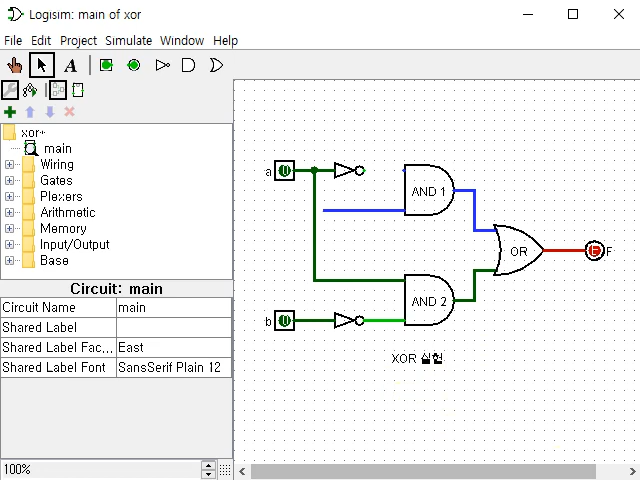 Logisim: main of xor
File Edit Project Simulate Window Help
A
xor*
main
Wiring
Gates
Plexers
Arithmetic
Memory
Input/Output
Base
Circuit: main
Circuit Name main
Shared Label
Shared Label Fac... East
Shared Label Font SansSerif Plain 12
100%
a
AND 1
OR
F
AND 2
b
XOR 실험